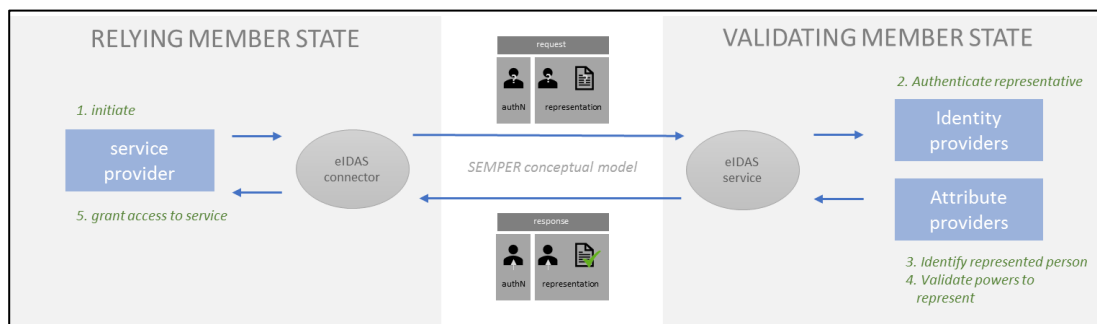 RELYING MEMBER STATE
VALIDATING MEMBER STATE
request
authN
representation
1. initiate
service
provider
eIDAS
connector
SEMPER conceptual model
eIDAS
service
2. Authenticate representative
Identity
providers
Attribute
providers
5. grant access to service
response
authN
representation
3. Identify represented person
4. Validate powers to
represent